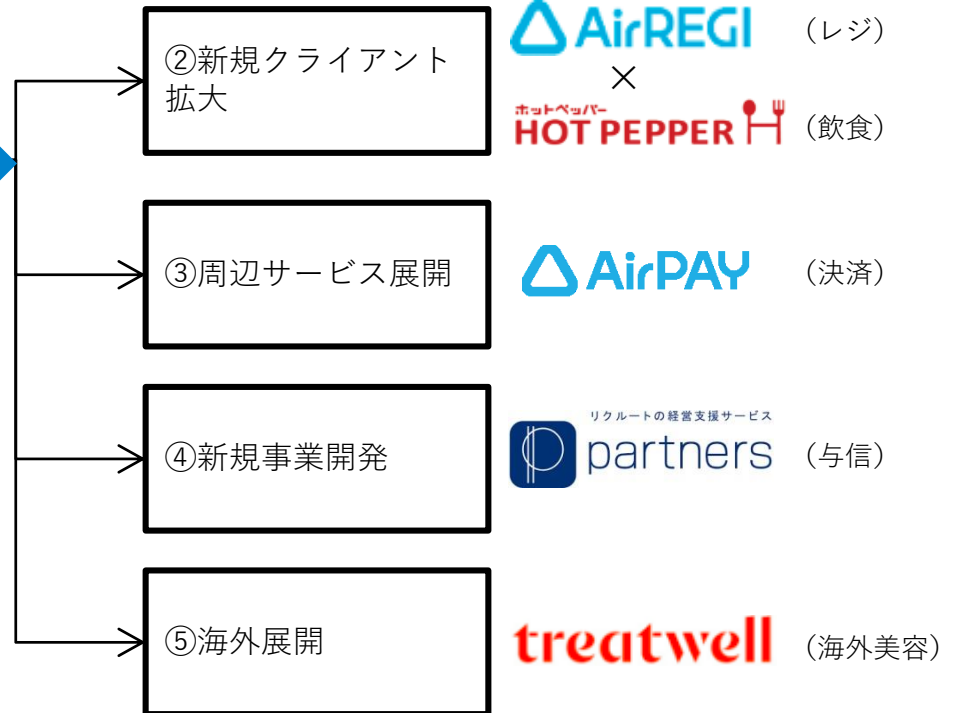 ②新規クライアント
拡大
AirREGI (レジ)
×
ホットペッパー
HOT PEPPER (飲食)
③周辺サービス展開
AirPAY (決済)
④新規事業開発
リクルートの経営支援サービス
partners (与信)
⑤海外展開
treatwell (海外美容)